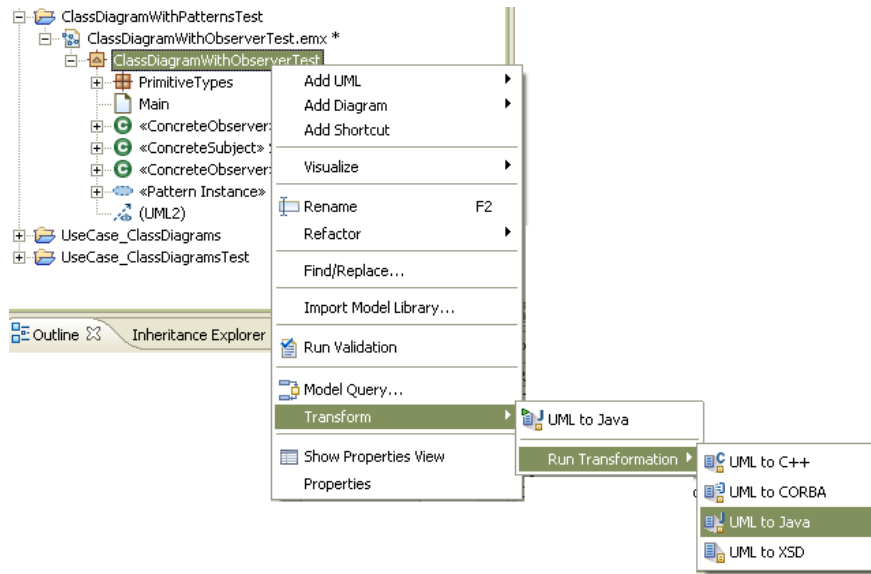 ClassDiagramWithPatternsTest
ClassDiagramWithObserverTest.emx *
ClassDiagramWithObserverTest
PrimitiveTypes
Main
«ConcreteObserver»
«ConcreteSubject» S
«ConcreteObserver»
«Pattern Instance»
(UML2)
UseCase_ClassDiagrams
UseCase_ClassDiagramsTest
Outline
Inheritance Explorer
Add UML
Add Diagram
Add Shortcut
Visualize
Rename F2
Refactor
Find/Replace...
Import Model Library...
Run Validation
Model Query...
Transform
Show Properties View
Properties
UML to Java
Run Transformation
UML to C++
UML to CORBA
UML to Java
UML to XSD